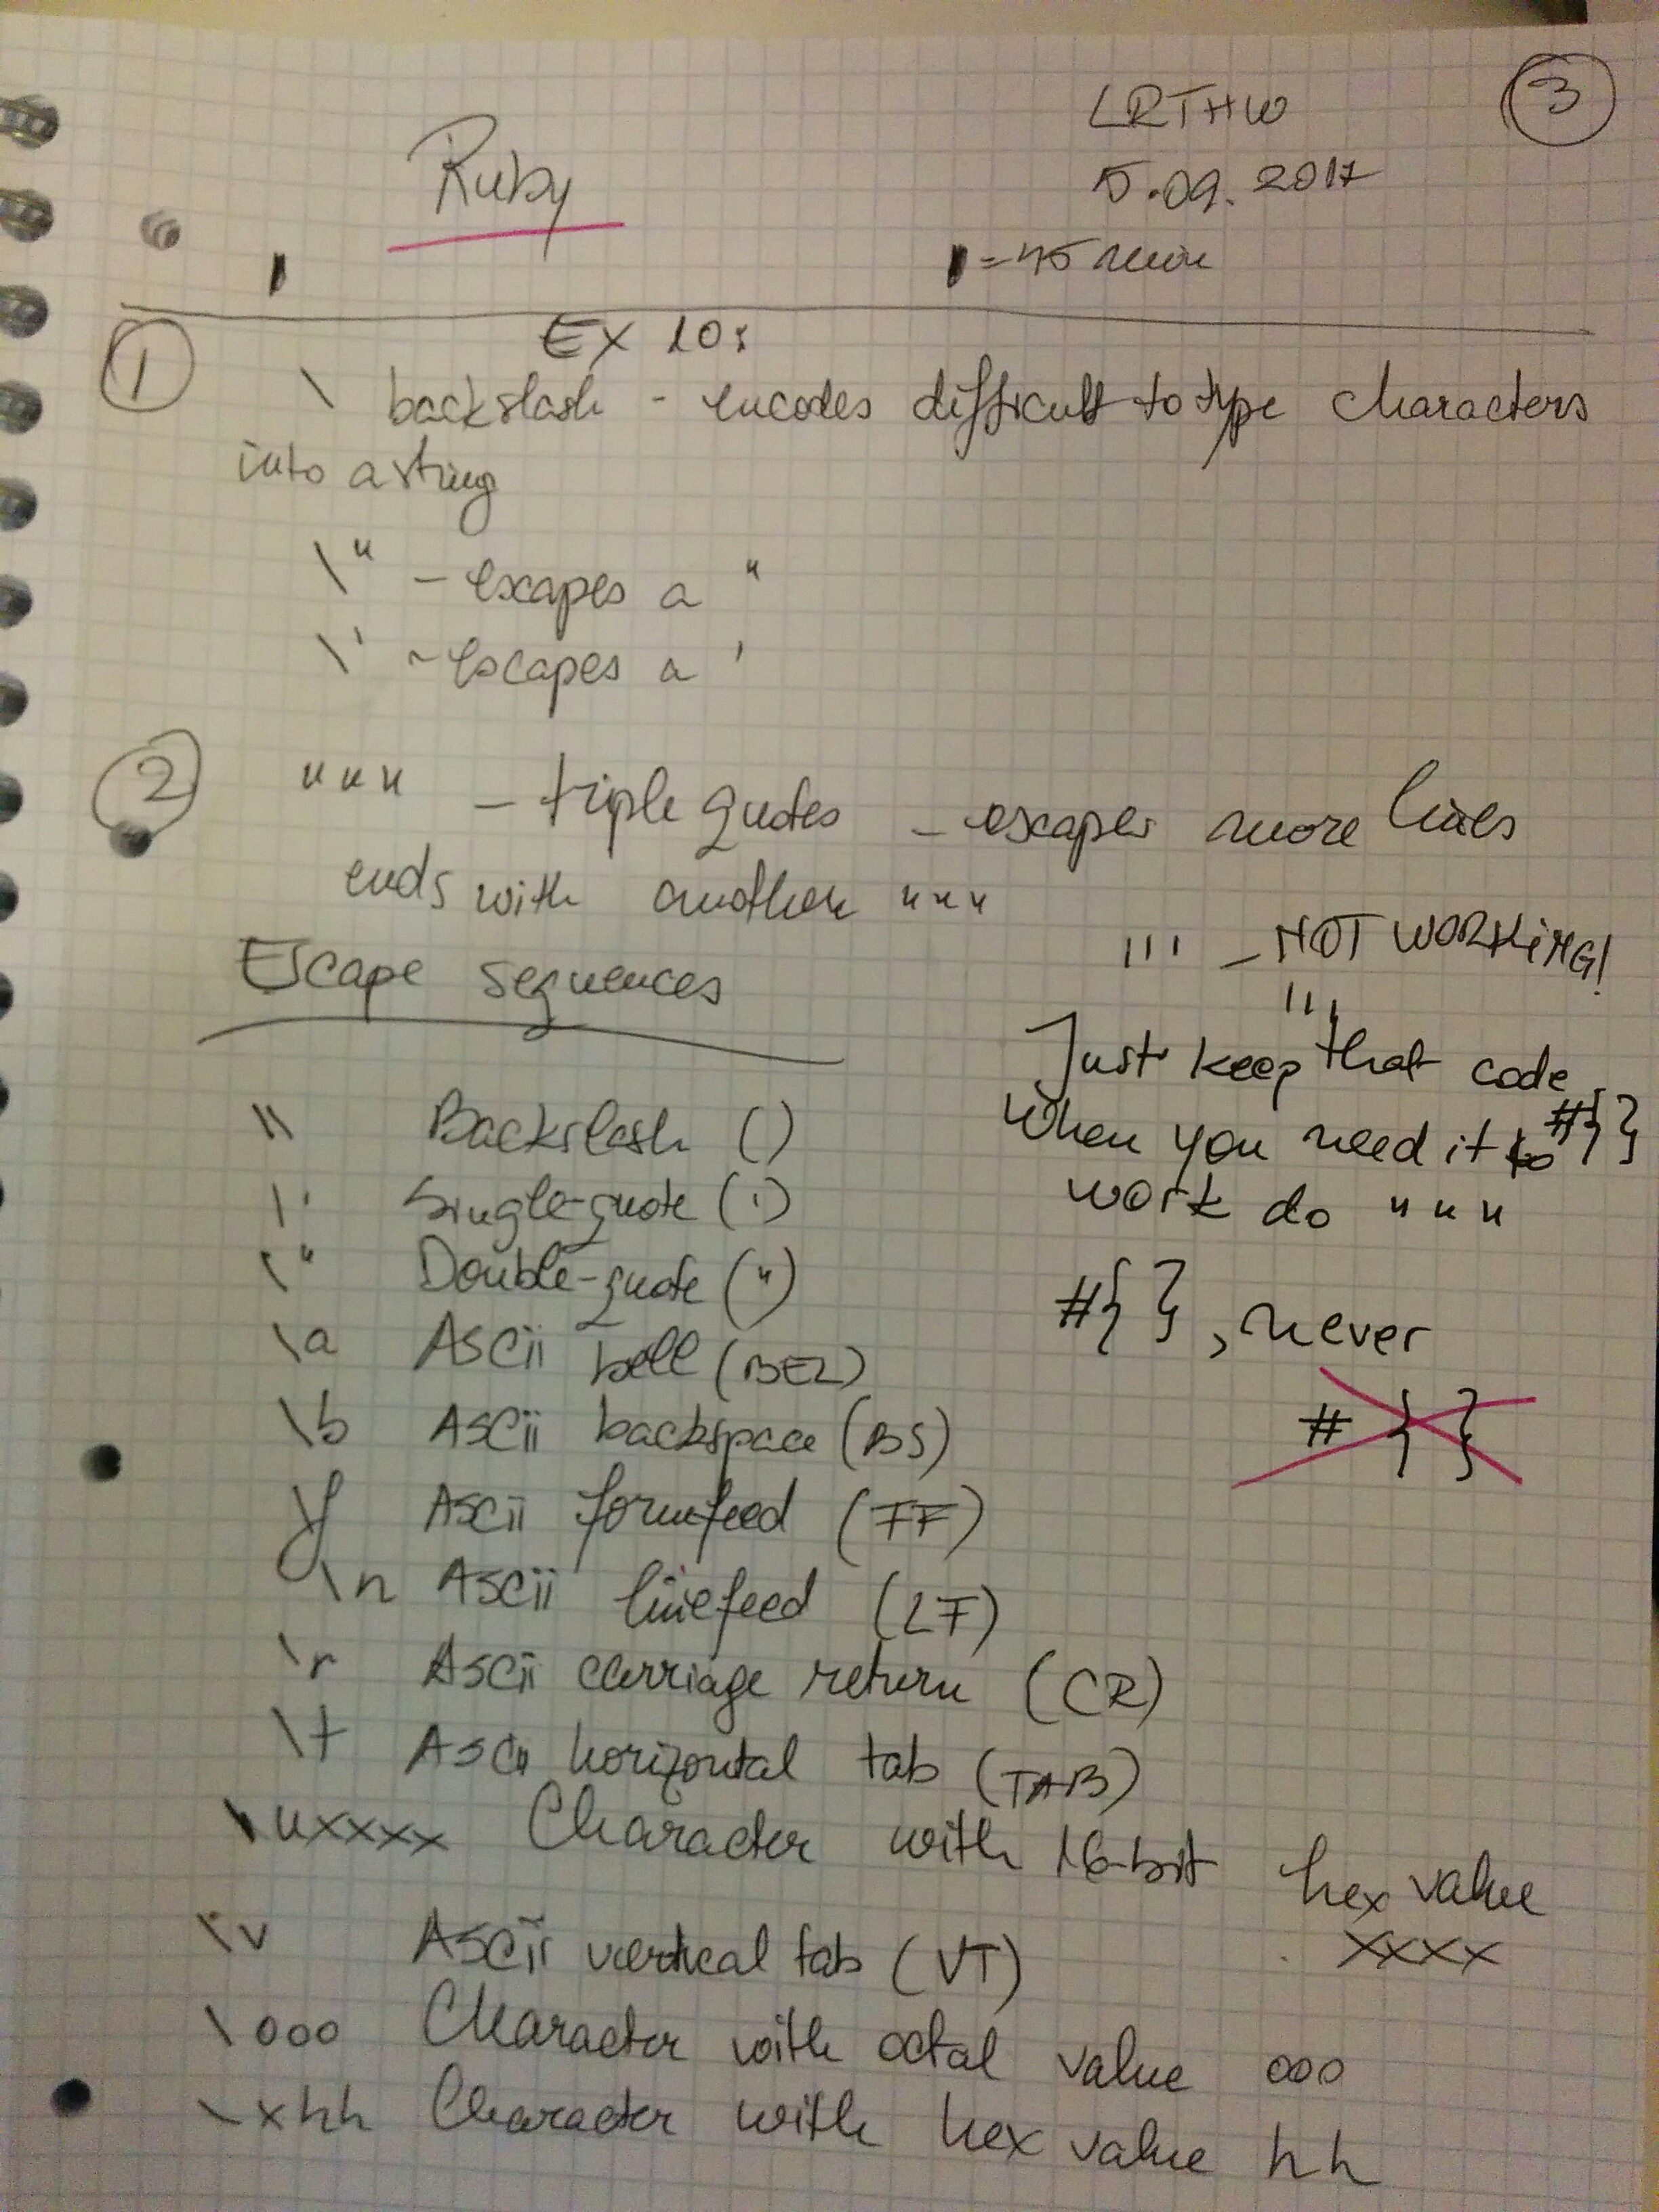 Ruby
LRTHW
3
5.09.2017
= 45 min
1
Ex 10:
\ backslash - encodes difficult to type characters
into a string
\" - escapes a "
\' - escapes a '
2
""" - triple quotes - escapes more lines
ends with another """
''' - NOT WORKING!
'''
Escape sequences
Just keep that code
when you need it to #{}
work do """
#{ }, never
# { }
\\ Backslash ()
\' Single-quote (')
\" Double-quote (")
\a ASCii bell (BEL)
\b ASCii backspace (BS)
\f ASCii formfeed (FF)
\n ASCii linefeed (LF)
\r ASCii carriage return (CR)
\t ASCii horizontal tab (TAB)
\uxxxx Character with 16-bit hex value
xxxx
\v ASCii vertical tab (VT)
\ooo Character with octal value ooo
\xhh Character with hex value hh